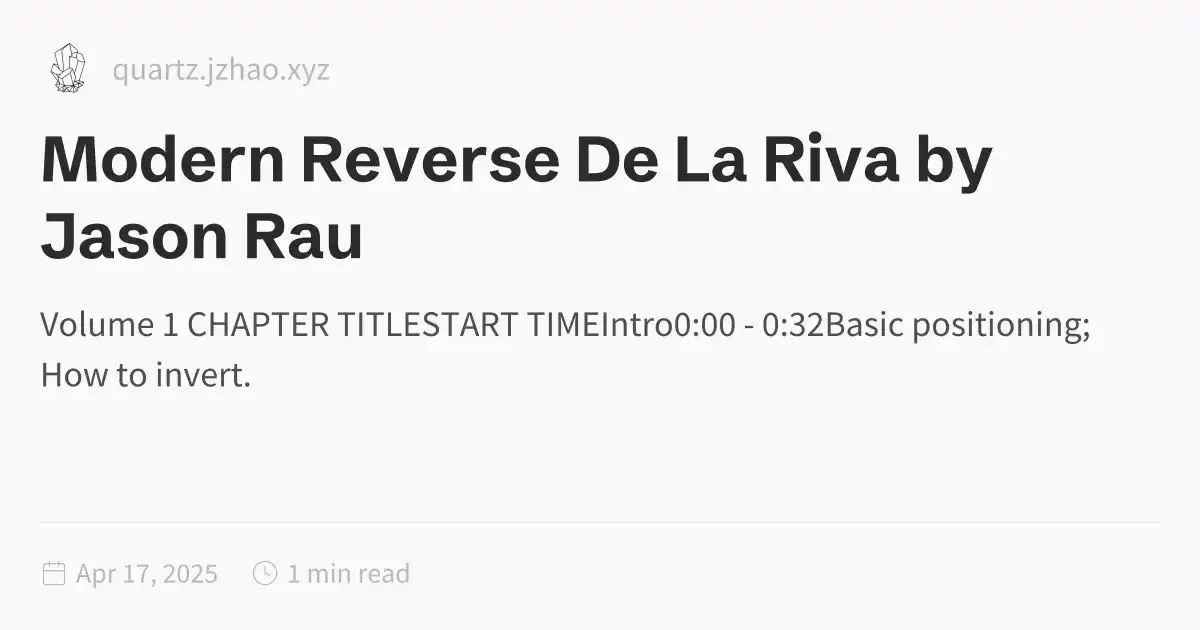 quartz.jzhao.xyz
Modern Reverse De La Riva by
Jason Rau
Volume 1 CHAPTER TITLESTART TIMEIntro0:00 - 0:32Basic positioning;
How to invert.
Apr 17, 2025 1 min read